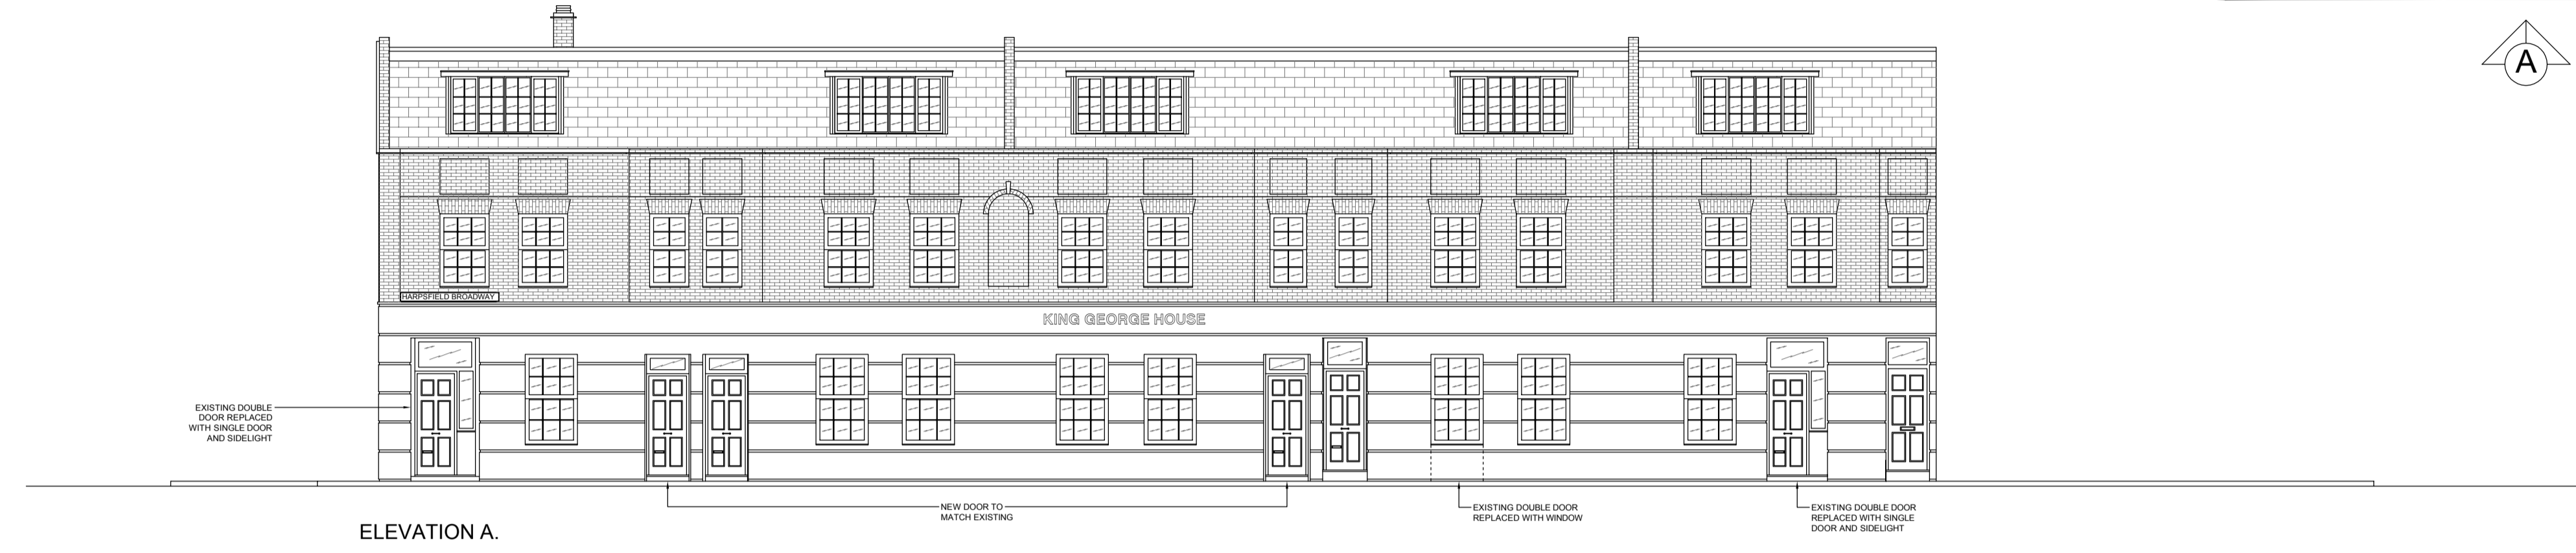 A
HARPSFIELD BROADWAY
KING GEORGE HOUSE
EXISTING DOUBLE
DOOR REPLACED
WITH SINGLE DOOR
AND SIDELIGHT
NEW DOOR TO
MATCH EXISTING
EXISTING DOUBLE DOOR
REPLACED WITH WINDOW
EXISTING DOUBLE DOOR
REPLACED WITH SINGLE
DOOR AND SIDELIGHT
ELEVATION A.